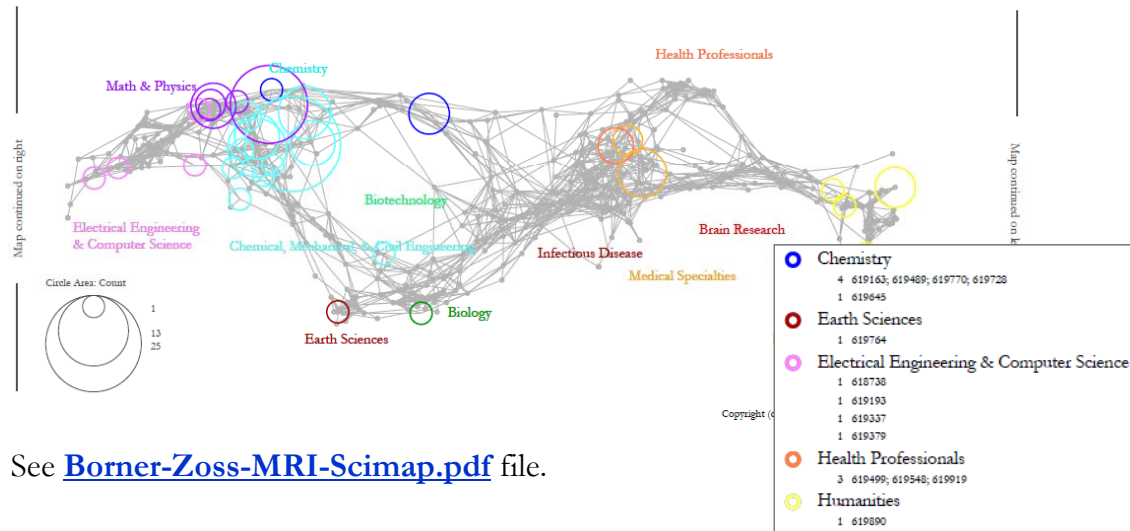 Health Professionals
Chemistry
Math & Physics
Map continued on right
Map continued on
Biotechnology
Electrical Engineering
& Computer Science
Chemical, Mechanical, & Civil Engineering
Brain Research
Infectious Disease
Medical Specialties
Circle Area: Count
1
13
25
Biology
Earth Sciences
Copyright (c
Chemistry
4 619163; 619489; 619770; 619728
1 619645
Earth Sciences
1 619764
Electrical Engineering & Computer Science
1 618738
1 619193
1 619337
1 619379
Health Professionals
3 619499; 619548; 619919
Humanities
1 619890
See Borner-Zoss-MRI-Scimap.pdf file.